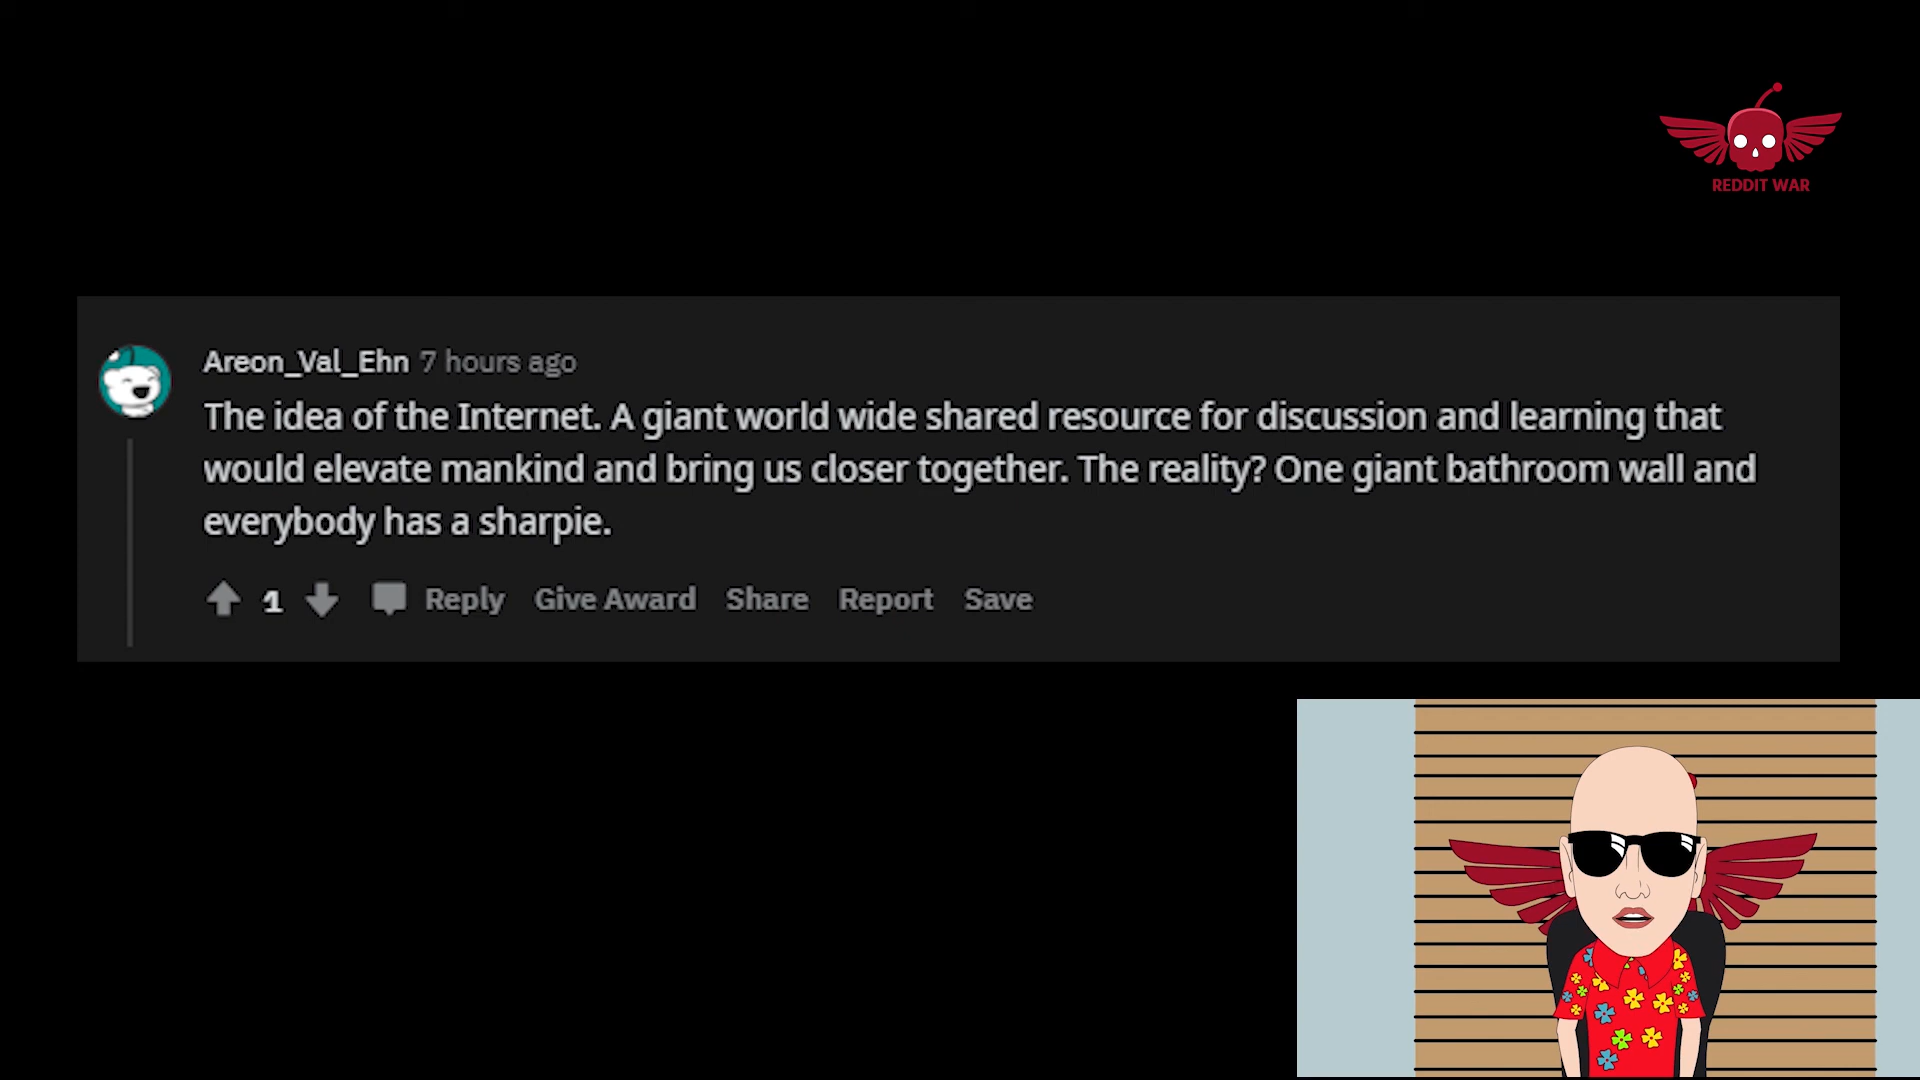 REDDIT WAR
Areon_Val_Ehn 7 hours ago
The idea of the Internet. A giant world wide shared resource for discussion and learning that
would elevate mankind and bring us closer together. The reality? One giant bathroom wall and
everybody has a sharpie.
1 Reply Give Award Share Report Save